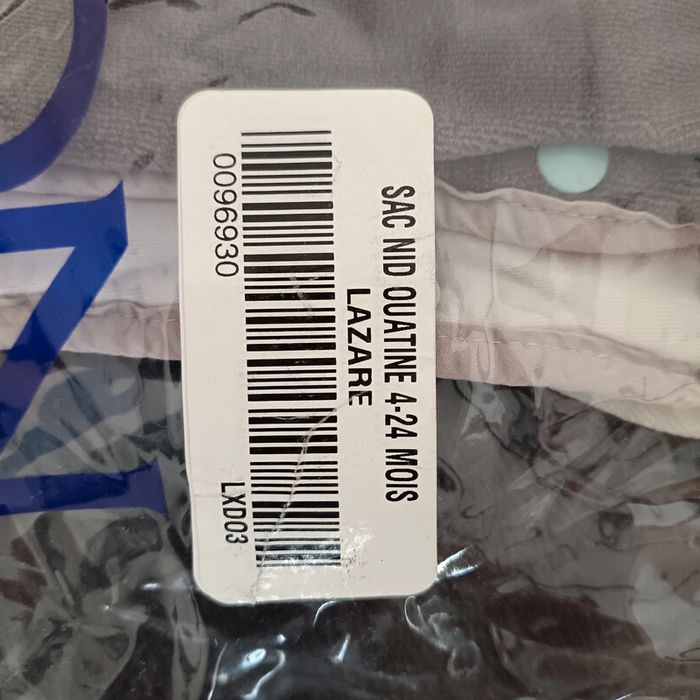 SAC NID OUATINE 4-24 MOIS
LAZARE
0096930
LXD03